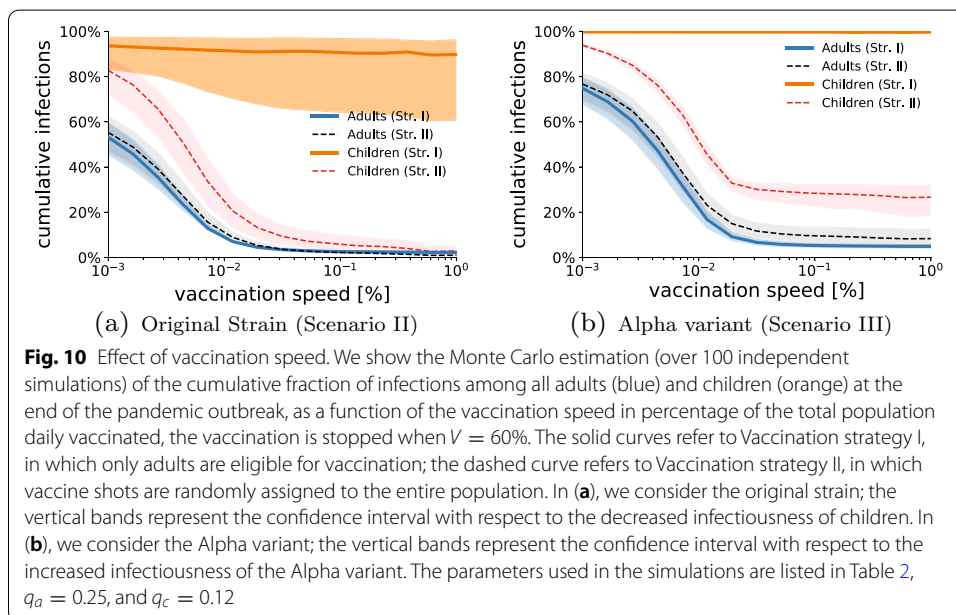 100%
80%
60%
40%
20%
0%
cumulative infections
10⁻³
10⁻²
10⁻¹
10⁰
vaccination speed [%]
Adults (Str. I)
Adults (Str. II)
Children (Str. I)
Children (Str. II)
(a) Original Strain (Scenario II)
100%
80%
60%
40%
20%
0%
cumulative infections
10⁻³
10⁻²
10⁻¹
10⁰
vaccination speed [%]
Adults (Str. I)
Adults (Str. II)
Children (Str. I)
Children (Str. II)
(b) Alpha variant (Scenario III)
Fig. 10 Effect of vaccination speed. We show the Monte Carlo estimation (over 100 independent
simulations) of the cumulative fraction of infections among all adults (blue) and children (orange) at the
end of the pandemic outbreak, as a function of the vaccination speed in percentage of the total population
daily vaccinated, the vaccination is stopped when V = 60%. The solid curves refer to Vaccination strategy I,
in which only adults are eligible for vaccination; the dashed curve refers to Vaccination strategy II, in which
vaccine shots are randomly assigned to the entire population. In (a), we consider the original strain; the
vertical bands represent the confidence interval with respect to the decreased infectiousness of children. In
(b), we consider the Alpha variant; the vertical bands represent the confidence interval with respect to the
increased infectiousness of the Alpha variant. The parameters used in the simulations are listed in Table 2,
qₐ = 0.25, and q_c = 0.12